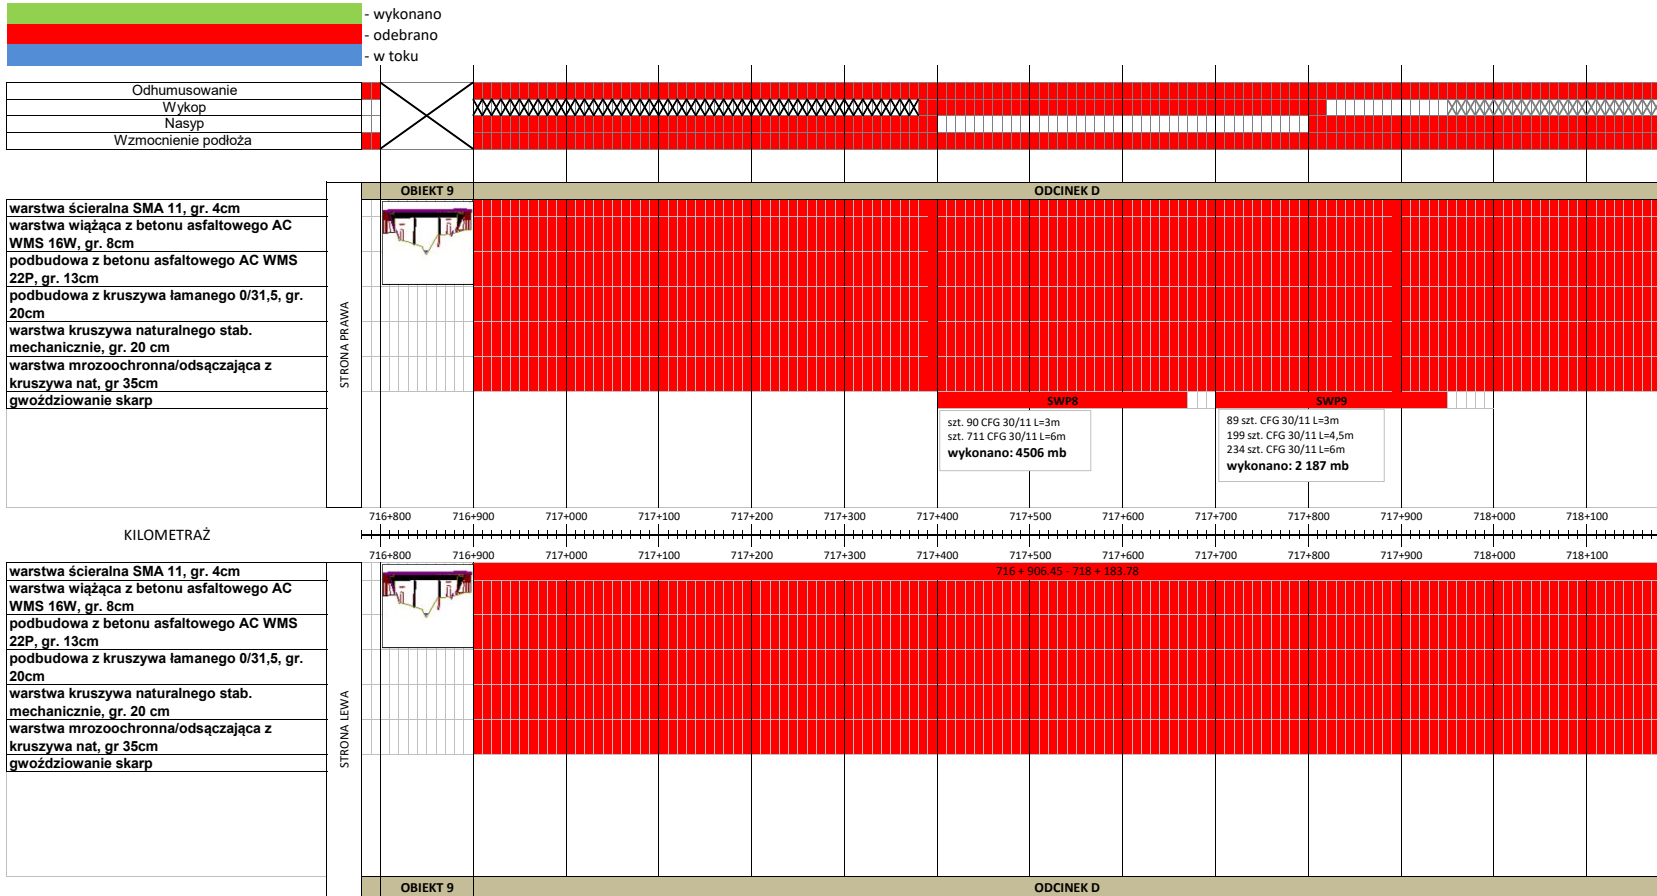 - wykonano
- odebrano
- w toku
Odhumusowanie
Wykop
Nasyp
Wzmocnienie podłoża
OBIEKT 9
ODCINEK D
STRONA PRAWA
warstwa ścieralna SMA 11, gr. 4cm
warstwa wiążąca z betonu asfaltowego AC
WMS 16W, gr. 8cm
podbudowa z betonu asfaltowego AC WMS
22P, gr. 13cm
podbudowa z kruszywa łamanego 0/31,5, gr.
20cm
warstwa kruszywa naturalnego stab.
mechanicznie, gr. 20 cm
warstwa mrozoochronna/odsączająca z
kruszywa nat, gr 35cm
gwoździowanie skarp
SWP8
SWP9
szt. 90 CFG 30/11 L=3m
szt. 711 CFG 30/11 L=6m
wykonano: 4506 mb
89 szt. CFG 30/11 L=3m
199 szt. CFG 30/11 L=4,5m
234 szt. CFG 30/11 L=6m
wykonano: 2 187 mb
716+800 716+900 717+000 717+100 717+200 717+300 717+400 717+500 717+600 717+700 717+800 717+900 718+000 718+100
KILOMETRAŻ
716+800 716+900 717+000 717+100 717+200 717+300 717+400 717+500 717+600 717+700 717+800 717+900 718+000 718+100
STRONA LEWA
warstwa ścieralna SMA 11, gr. 4cm
716 + 906.45 - 718 + 183.78
warstwa wiążąca z betonu asfaltowego AC
WMS 16W, gr. 8cm
podbudowa z betonu asfaltowego AC WMS
22P, gr. 13cm
podbudowa z kruszywa łamanego 0/31,5, gr.
20cm
warstwa kruszywa naturalnego stab.
mechanicznie, gr. 20 cm
warstwa mrozoochronna/odsączająca z
kruszywa nat, gr 35cm
gwoździowanie skarp
OBIEKT 9
ODCINEK D